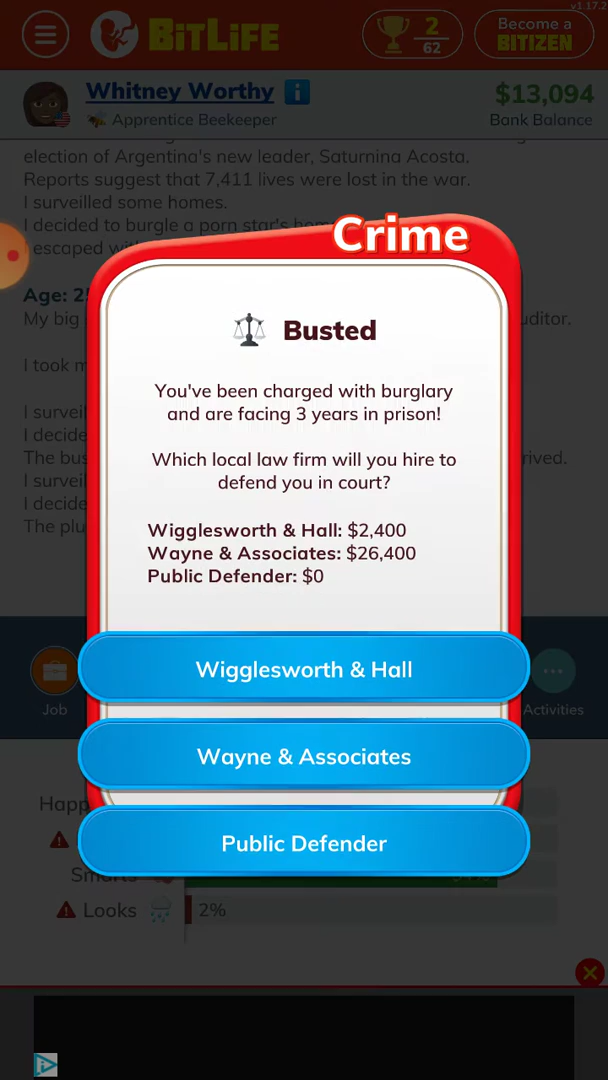 v1.17.2
BitLife
2
62
Become a
BITIZEN
Whitney Worthy
$13,094
Apprentice Beekeeper
Bank Balance
election of Argentina's new leader, Saturnina Acosta.
Reports suggest that 7,411 lives were lost in the war.
I surveilled some homes.
I decided to burgle a porn star's
escaped
Crime
Age:
My big
uditor.
Busted
I took
You've been charged with burglary
and are facing 3 years in prison!
I surveil
I decide
Which local law firm will you hire to
The bus
rived.
defend you in court?
I surveil
I decide
The plu
Wigglesworth & Hall: $2,400
Wayne & Associates: $26,400
Public Defender: $0
Wigglesworth & Hall
Job
Activities
Wayne & Associates
Happ
Public Defender
Smarts
Looks
2%